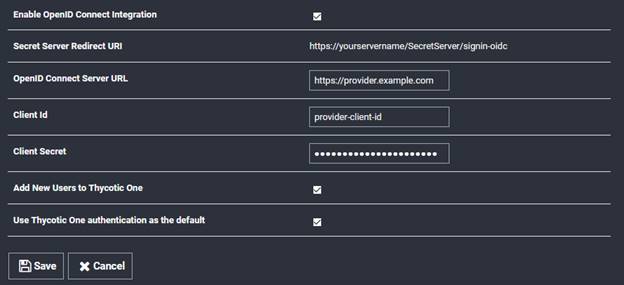 Enable OpenID Connect Integration
Secret Server Redirect URI https://yourservername/SecretServer/signin-oidc
OpenID Connect Server URL https://provider.example.com
Client Id provider-client-id
Client Secret ••••••••••••••••••••••
Add New Users to Thycotic One
Use Thycotic One authentication as the default
Save Cancel